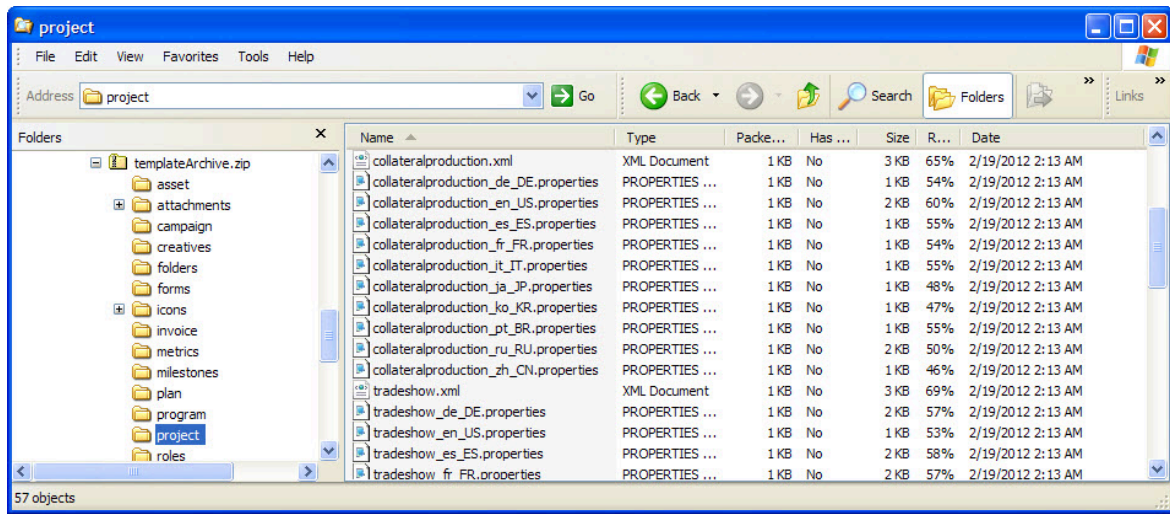 project
File Edit View Favorites Tools Help
Address project Go Back Search Folders » Links »
Folders × Name Type Packe... Has ... Size R... Date
templateArchive.zip
asset
attachments
campaign
creatives
folders
forms
icons
invoice
metrics
milestones
plan
program
project
roles
collateralproduction.xml XML Document 1 KB No 3 KB 65% 2/19/2012 2:13 AM
collateralproduction_de_DE.properties PROPERTIES ... 1 KB No 1 KB 54% 2/19/2012 2:13 AM
collateralproduction_en_US.properties PROPERTIES ... 1 KB No 2 KB 60% 2/19/2012 2:13 AM
collateralproduction_es_ES.properties PROPERTIES ... 1 KB No 1 KB 55% 2/19/2012 2:13 AM
collateralproduction_fr_FR.properties PROPERTIES ... 1 KB No 1 KB 54% 2/19/2012 2:13 AM
collateralproduction_it_IT.properties PROPERTIES ... 1 KB No 1 KB 55% 2/19/2012 2:13 AM
collateralproduction_ja_JP.properties PROPERTIES ... 1 KB No 1 KB 48% 2/19/2012 2:13 AM
collateralproduction_ko_KR.properties PROPERTIES ... 1 KB No 1 KB 47% 2/19/2012 2:13 AM
collateralproduction_pt_BR.properties PROPERTIES ... 1 KB No 1 KB 55% 2/19/2012 2:13 AM
collateralproduction_ru_RU.properties PROPERTIES ... 1 KB No 2 KB 50% 2/19/2012 2:13 AM
collateralproduction_zh_CN.properties PROPERTIES ... 1 KB No 1 KB 46% 2/19/2012 2:13 AM
tradeshow.xml XML Document 1 KB No 3 KB 69% 2/19/2012 2:13 AM
tradeshow_de_DE.properties PROPERTIES ... 1 KB No 2 KB 57% 2/19/2012 2:13 AM
tradeshow_en_US.properties PROPERTIES ... 1 KB No 1 KB 53% 2/19/2012 2:13 AM
tradeshow_es_ES.properties PROPERTIES ... 1 KB No 2 KB 58% 2/19/2012 2:13 AM
tradeshow_fr_FR.properties PROPERTIES ... 1 KB No 2 KB 57% 2/19/2012 2:13 AM
57 objects